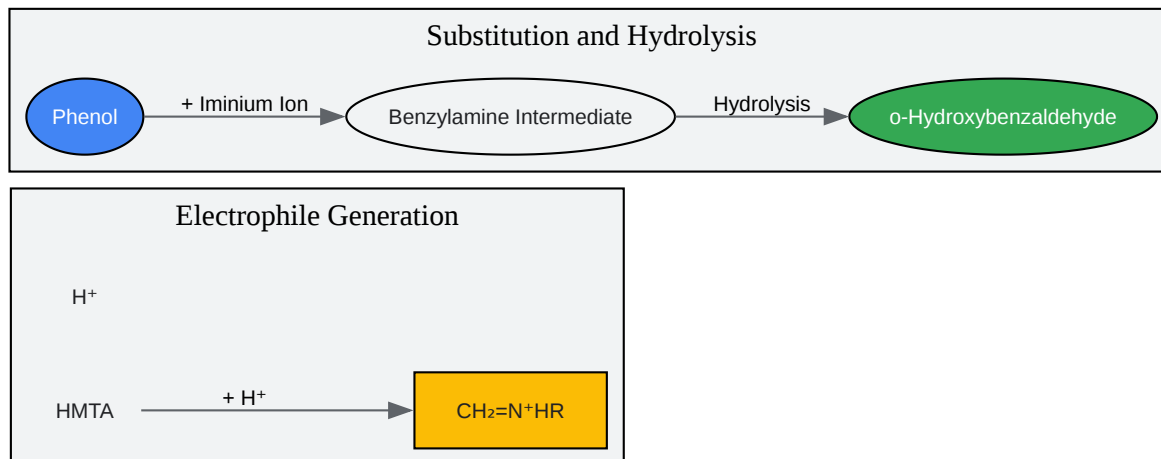 Substitution and Hydrolysis
Phenol
+ Iminium Ion
Benzylamine Intermediate
Hydrolysis
o-Hydroxybenzaldehyde
Electrophile Generation
H⁺
HMTA
+ H⁺
CH₂=N⁺HR